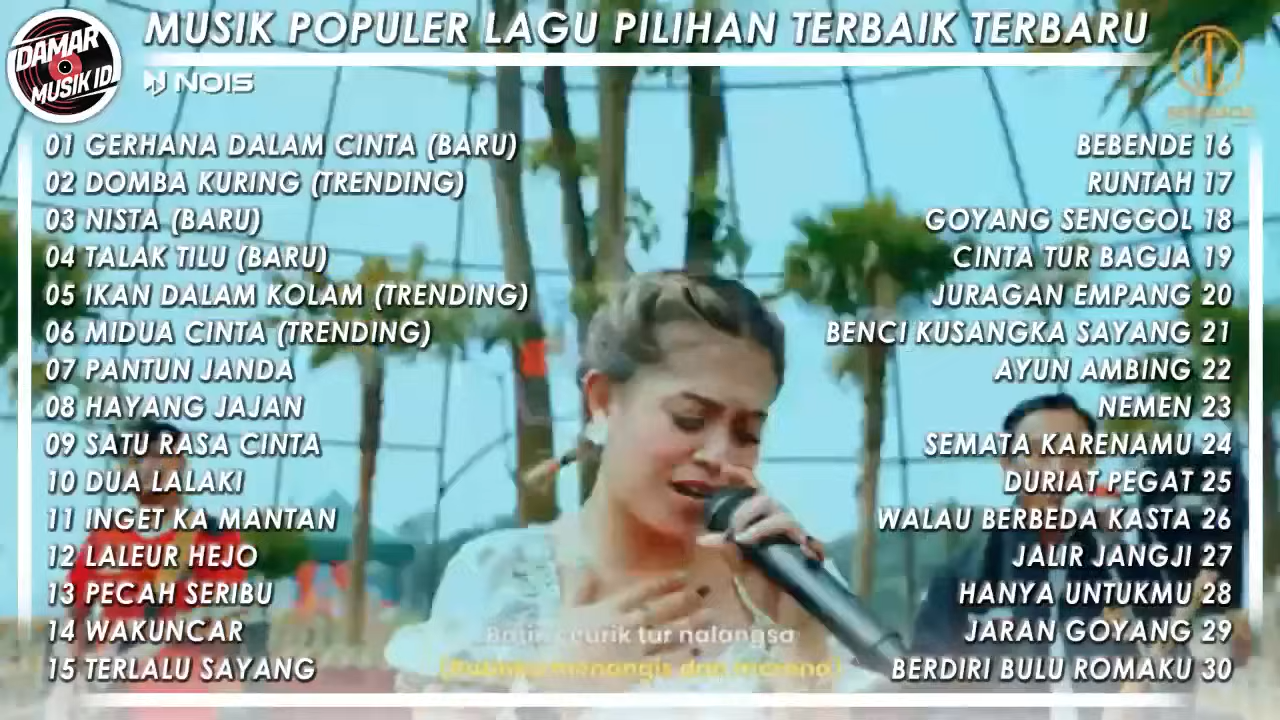 DAMAR
MUSIK ID
MUSIK POPULER LAGU PILIHAN TERBAIK TERBARU
NOIS
01 GERHANA DALAM CINTA (BARU)
02 DOMBA KURING (TRENDING)
03 NISTA (BARU)
04 TALAK TILU (BARU)
05 IKAN DALAM KOLAM (TRENDING)
06 MIDUA CINTA (TRENDING)
07 PANTUN JANDA
08 HAYANG JAJAN
09 SATU RASA CINTA
10 DUA LALAKI
11 INGET KA MANTAN
12 LALEUR HEJO
13 PECAH SERIBU
14 WAKUNCAR
15 TERLALU SAYANG
BEBENDE 16
RUNTAH 17
GOYANG SENGGOL 18
CINTA TUR BAGJA 19
JURAGAN EMPANG 20
BENCI KUSANGKA SAYANG 21
AYUN AMBING 22
NEMEN 23
SEMATA KARENAMU 24
DURIAT PEGAT 25
WALAU BERBEDA KASTA 26
JALIR JANGJI 27
HANYA UNTUKMU 28
JARAN GOYANG 29
BERDIRI BULU ROMAKU 30
Batin ceurik tur nalangsa
menangis dan